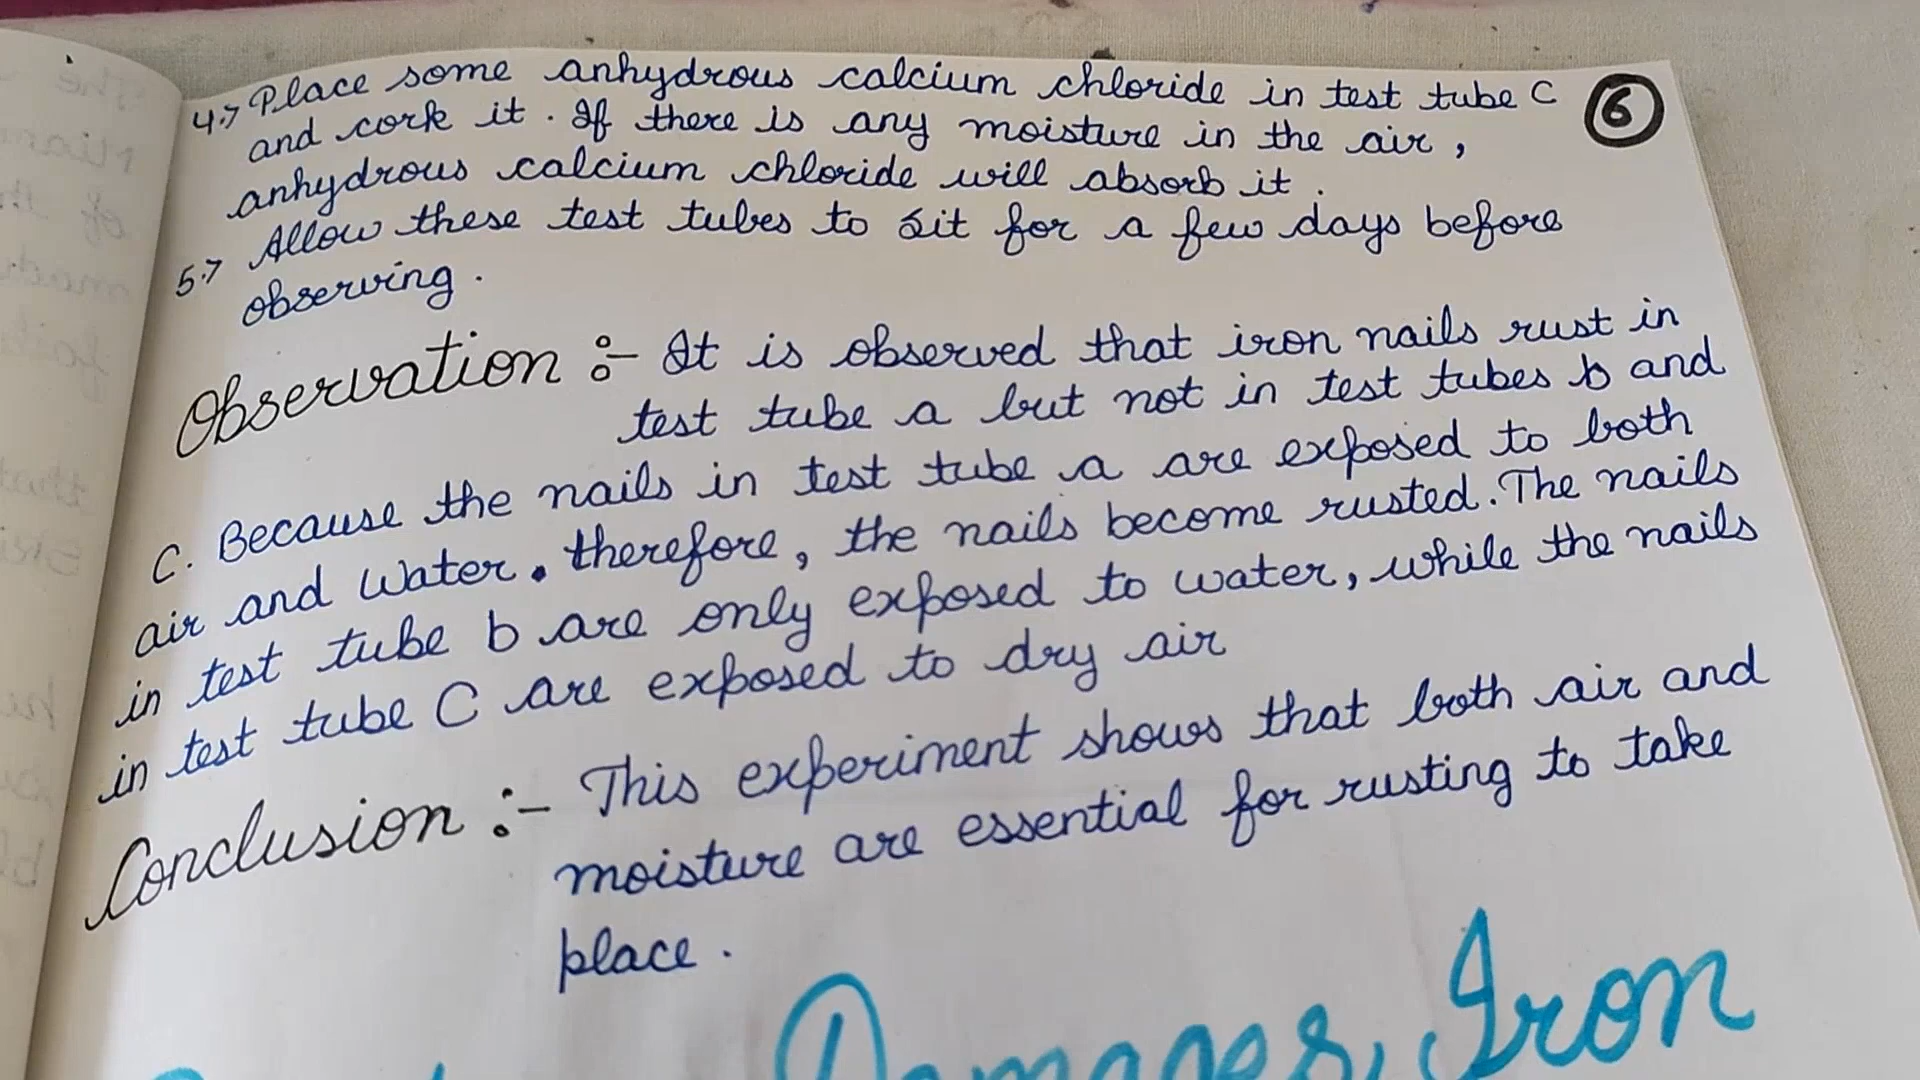 4.7 Place some anhydrous calcium chloride in test tube C
and cork it. If there is any moisture in the air,
anhydrous calcium chloride will absorb it.
5.7 Allow these test tubes to sit for a few days before
observing.
6
Observation :- It is observed that iron nails rust in
test tube a but not in test tubes b and
C. Because the nails in test tube a are exposed to both
air and water. therefore, the nails become rusted. The nails
in test tube b are only exposed to water, while the nails
in test tube C are exposed to dry air
Conclusion :- This experiment shows that both air and
moisture are essential for rusting to take
place.
Damages Iron